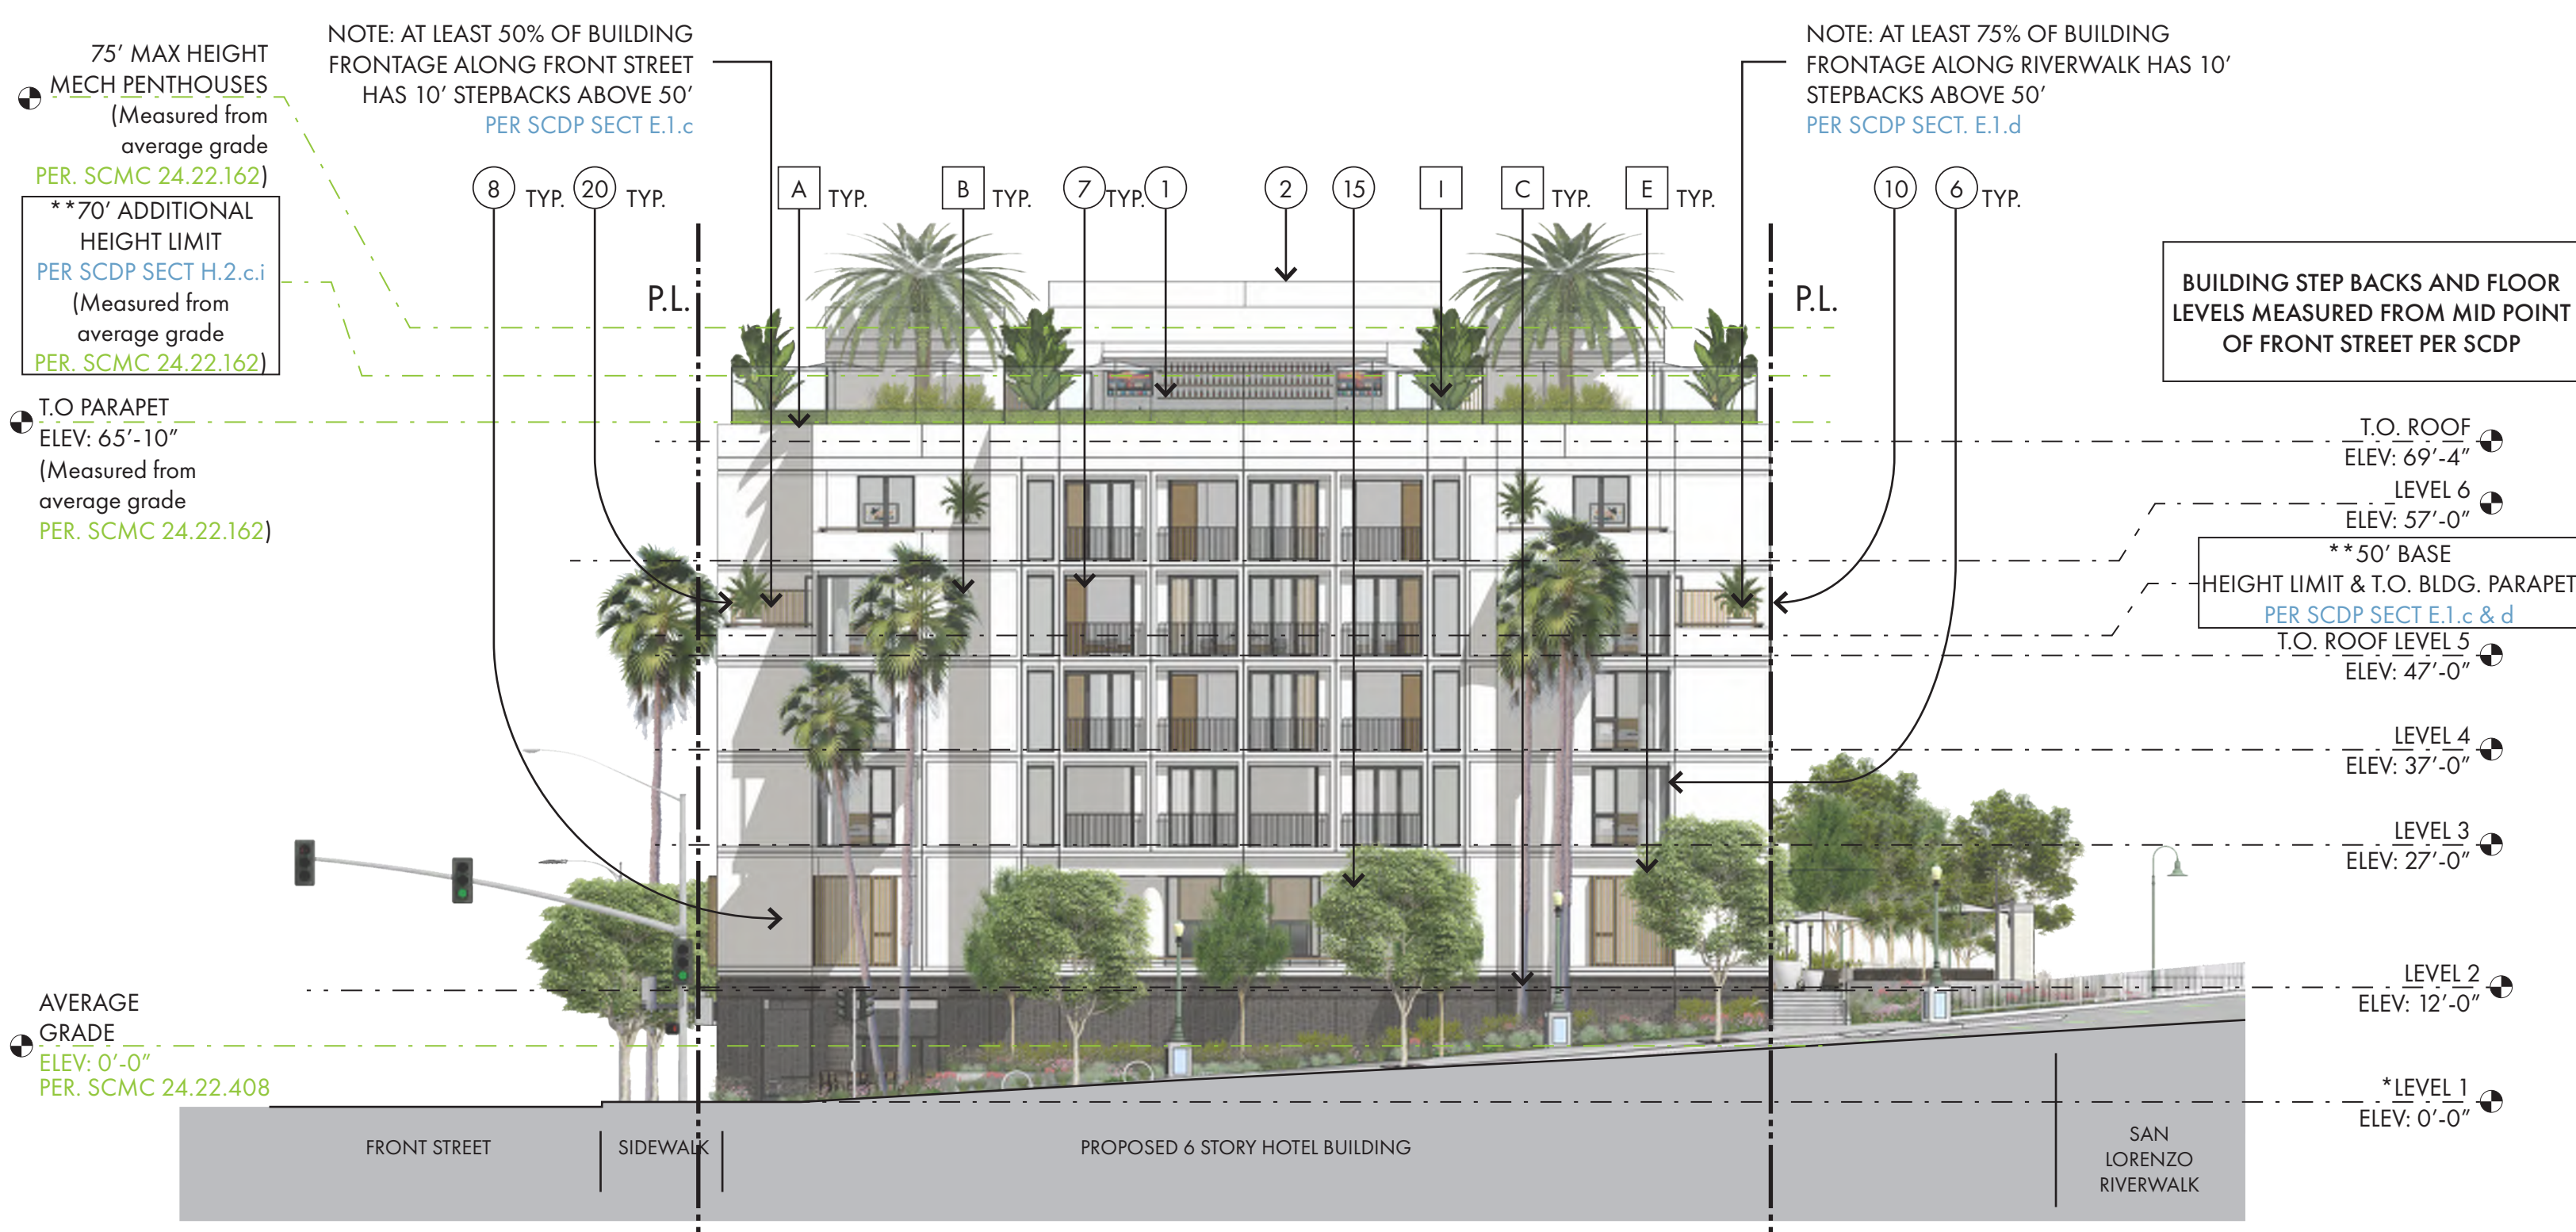 75' MAX HEIGHT
MECH PENTHOUSES
(Measured from
average grade
PER. SCMC 24.22.162)
**70' ADDITIONAL
HEIGHT LIMIT
PER SCDP SECT H.2.c.i
(Measured from
average grade
PER. SCMC 24.22.162)
T.O PARAPET
ELEV: 65'-10"
(Measured from
average grade
PER. SCMC 24.22.162)
AVERAGE
GRADE
ELEV: 0'-0"
PER. SCMC 24.22.408
NOTE: AT LEAST 50% OF BUILDING
FRONTAGE ALONG FRONT STREET
HAS 10' STEPBACKS ABOVE 50'
PER SCDP SECT E.1.c
NOTE: AT LEAST 75% OF BUILDING
FRONTAGE ALONG RIVERWALK HAS 10'
STEPBACKS ABOVE 50'
PER SCDP SECT. E.1.d
8 TYP. 20 TYP. A TYP. B TYP. 7 TYP. 1 2 15 I C TYP. E TYP. 10 6 TYP.
P.L.
P.L.
BUILDING STEP BACKS AND FLOOR
LEVELS MEASURED FROM MID POINT
OF FRONT STREET PER SCDP
T.O. ROOF
ELEV: 69'-4"
LEVEL 6
ELEV: 57'-0"
**50' BASE
HEIGHT LIMIT & T.O. BLDG. PARAPET
PER SCDP SECT E.1.c & d
T.O. ROOF LEVEL 5
ELEV: 47'-0"
LEVEL 4
ELEV: 37'-0"
LEVEL 3
ELEV: 27'-0"
LEVEL 2
ELEV: 12'-0"
*LEVEL 1
ELEV: 0'-0"
FRONT STREET
SIDEWALK
PROPOSED 6 STORY HOTEL BUILDING
SAN
LORENZO
RIVERWALK